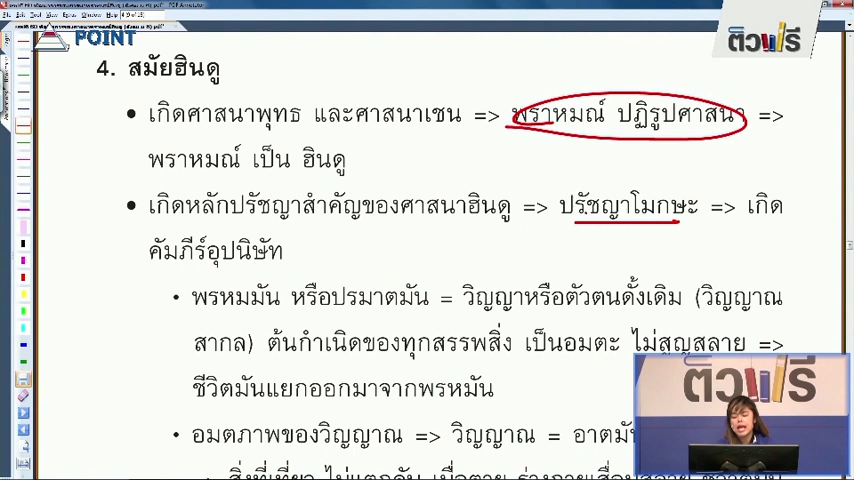 POINT
ติวฟรี
4. สมัยฮินดู
• เกิดศาสนาพุทธ และศาสนาเชน => พราหมณ์ ปฏิรูปศาสนา =>
พราหมณ์ เป็น ฮินดู
• เกิดหลักปรัชญาสำคัญของศาสนาฮินดู => ปรัชญาโมกษะ => เกิด
คัมภีร์อุปนิษัท
• พรหมมัน หรือปรมาตมัน = วิญญาหรือตัวตนดั้งเดิม (วิญญาณ
สากล) ต้นกำเนิดของทุกสรรพสิ่ง เป็นอมตะ ไม่สูญสลาย =>
ชีวิตมันแยกออกมาจากพรหมัน
• อมตภาพของวิญญาณ => วิญญาณ = อาตมัน
ติวฟรี